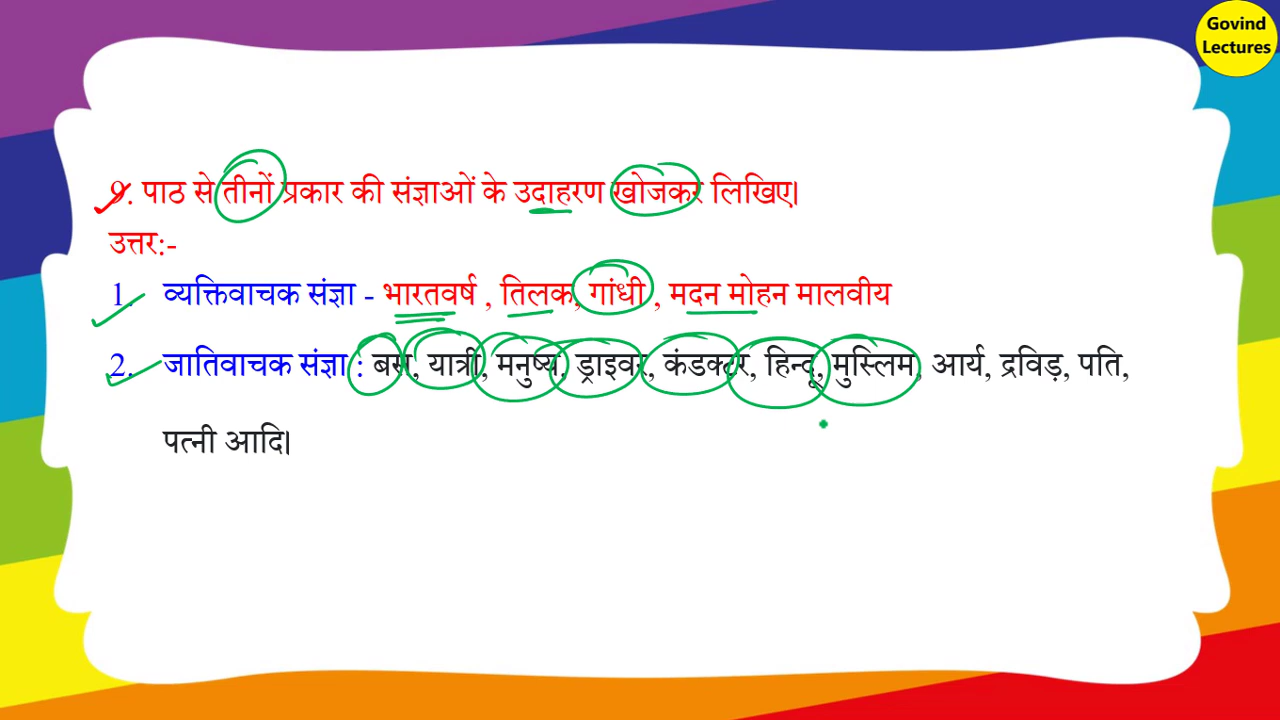 Govind
Lectures
9. पाठ से तीनों प्रकार की संज्ञाओं के उदाहरण खोजकर लिखिए।
उत्तर:-
1. व्यक्तिवाचक संज्ञा - भारतवर्ष , तिलक, गांधी , मदन मोहन मालवीय
2. जातिवाचक संज्ञा : बस, यात्री, मनुष्य, ड्राइवर, कंडक्टर, हिन्दू, मुस्लिम, आर्य, द्रविड़, पति,
पत्नी आदि।